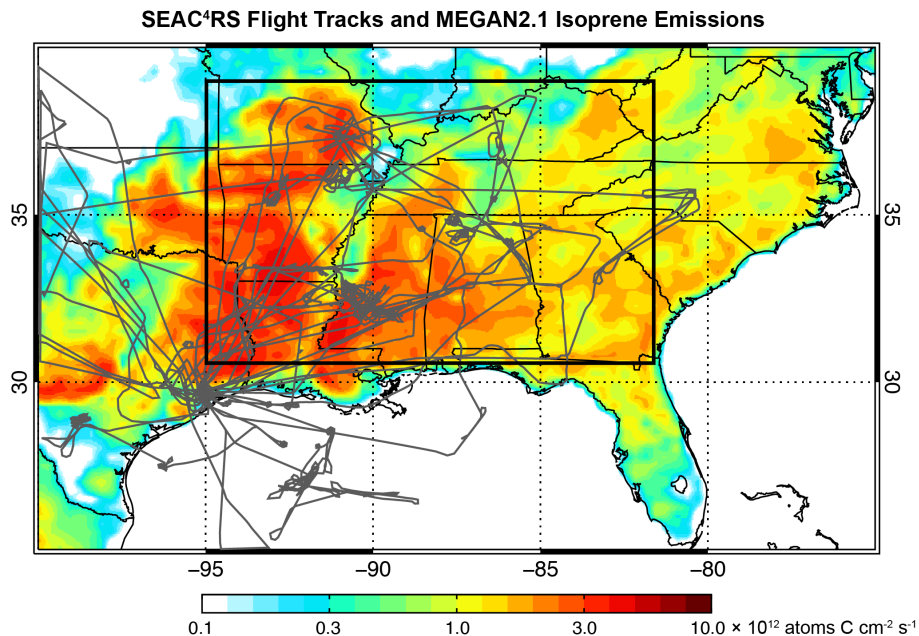 SEAC⁴RS Flight Tracks and MEGAN2.1 Isoprene Emissions
35 35
30 30
−95 −90 −85 −80
0.1 0.3 1.0 3.0 10.0 × 10¹² atoms C cm⁻² s⁻¹